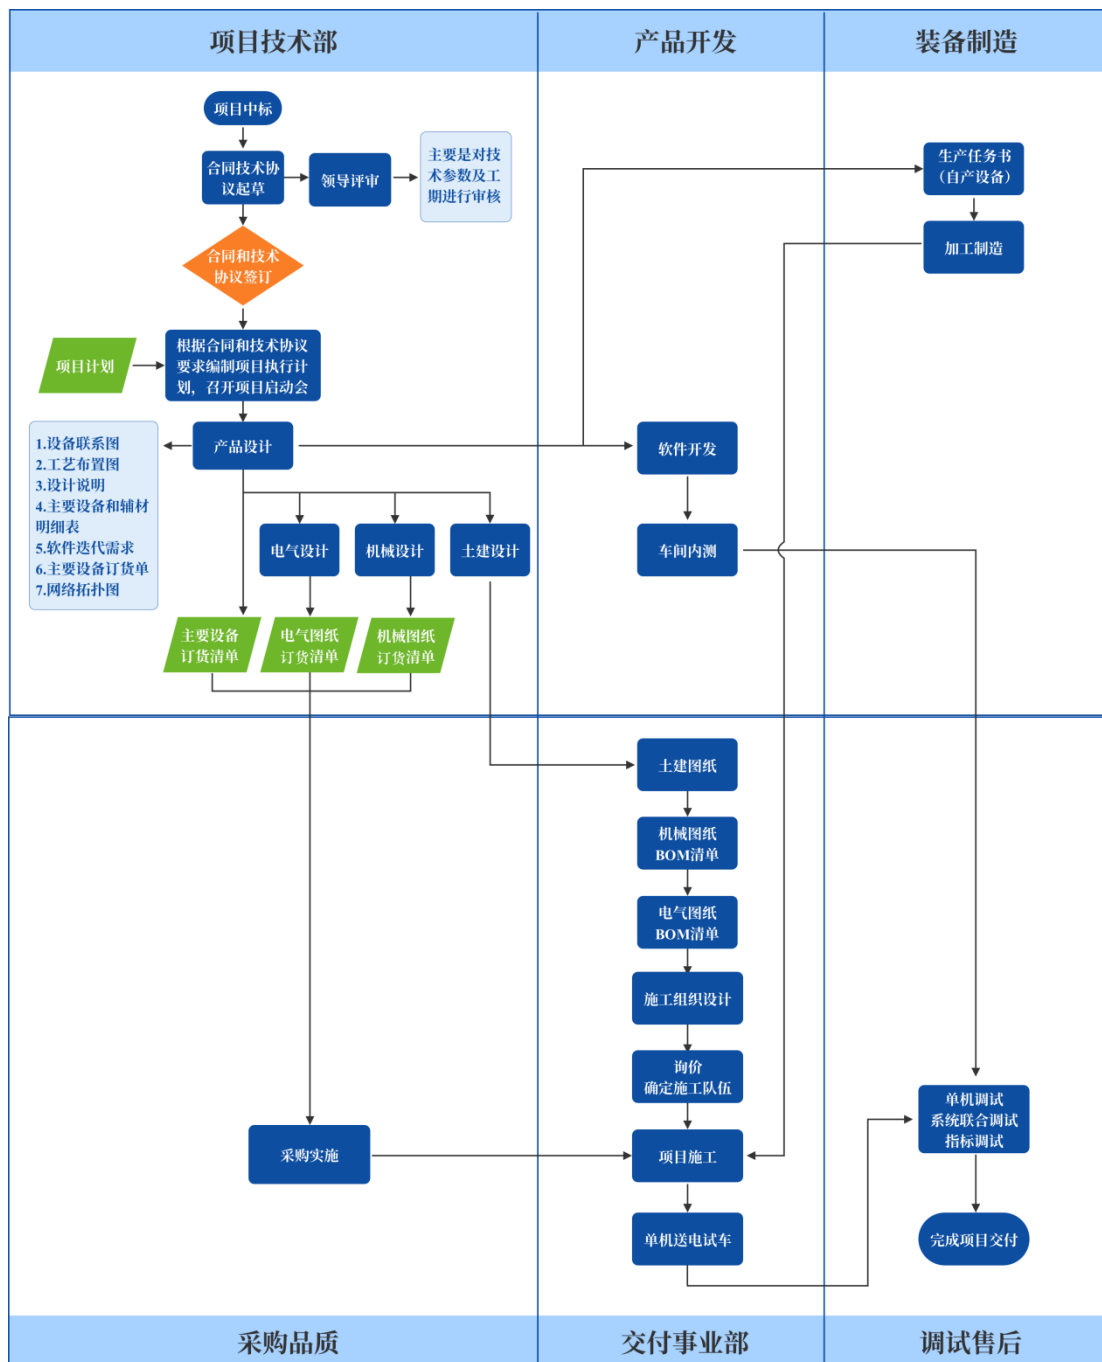 项目技术部
产品开发
装备制造
项目中标
合同技术协
议起草
领导评审
主要是对技
术参数及工
期进行审核
生产任务书
（自产设备）
加工制造
合同和技术
协议签订
项目计划
根据合同和技术协议
要求编制项目执行计
划，召开项目启动会
1.设备联系图
2.工艺布置图
3.设计说明
4.主要设备和辅材
明细表
5.软件迭代需求
6.主要设备订货单
7.网络拓扑图
产品设计
软件开发
电气设计
机械设计
土建设计
车间内测
主要设备
订货清单
电气图纸
订货清单
机械图纸
订货清单
土建图纸
机械图纸
BOM清单
电气图纸
BOM清单
施工组织设计
询价
确定施工队伍
采购实施
项目施工
单机调试
系统联合调试
指标调试
单机送电试车
完成项目交付
采购品质
交付事业部
调试售后